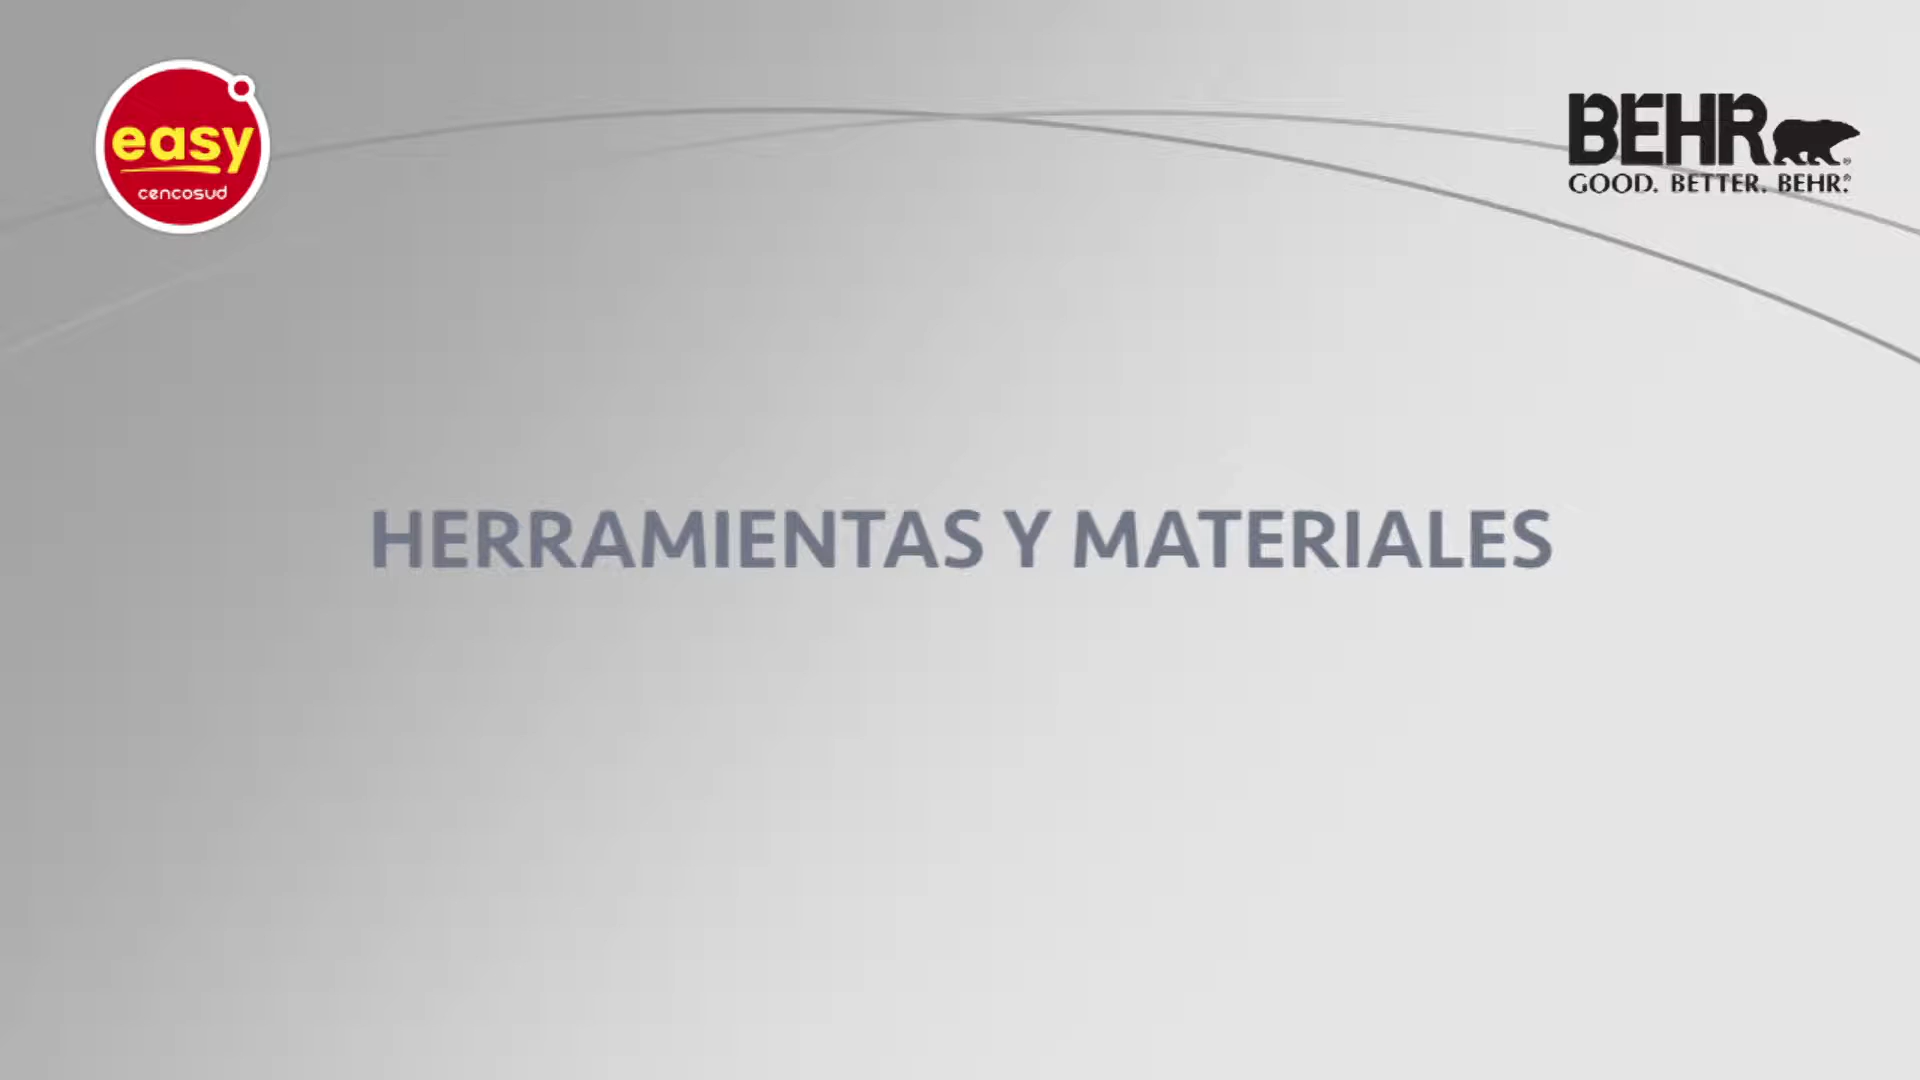 easy
cencosud
BEHR
GOOD. BETTER. BEHR.®
HERRAMIENTAS Y MATERIALES